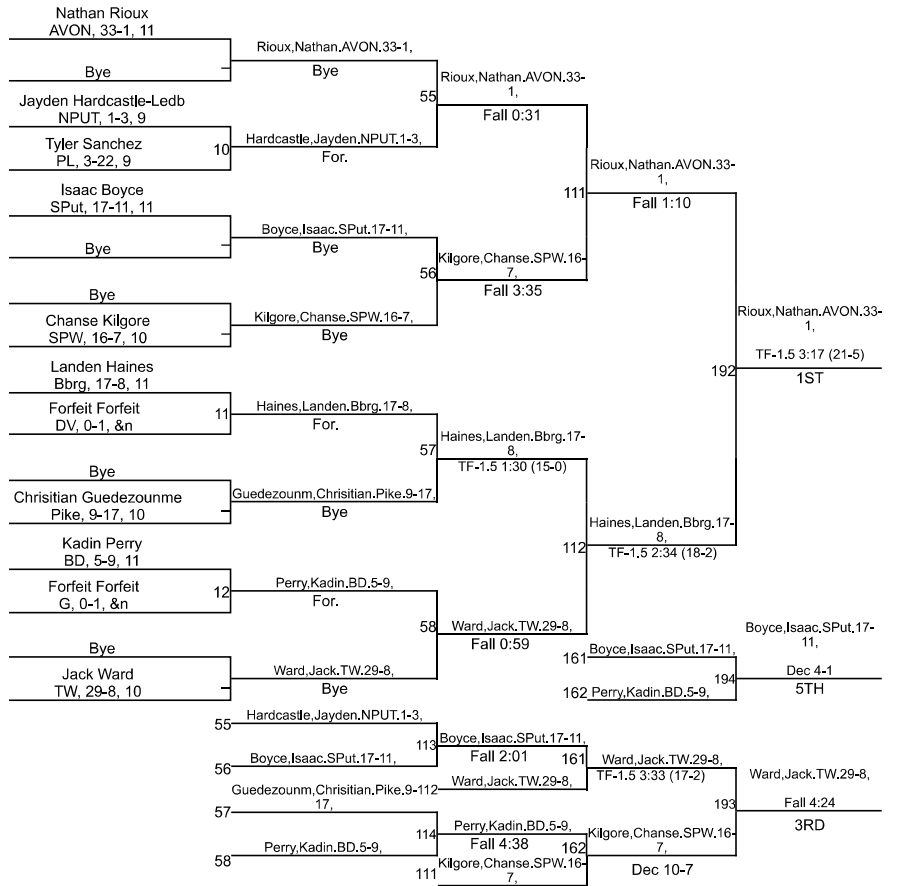 Nathan Rioux
AVON, 33-1, 11
Bye
Jayden Hardcastle-Ledb
NPUT, 1-3, 9
Tyler Sanchez
PL, 3-22, 9
10
Isaac Boyce
SPut, 17-11, 11
Bye
Bye
Chanse Kilgore
SPW, 16-7, 10
Landen Haines
Bbrg, 17-8, 11
Forfeit Forfeit
DV, 0-1, &n
11
Bye
Chrisitian Guedezounme
Pike, 9-17, 10
Kadin Perry
BD, 5-9, 11
Forfeit Forfeit
G, 0-1, &n
12
Bye
Jack Ward
TW, 29-8, 10
Rioux,Nathan.AVON.33-1,
Bye
55
Hardcastle,Jayden.NPUT.1-3,
For.
Boyce,Isaac.SPut.17-11,
Bye
56
Kilgore,Chanse.SPW.16-7,
Bye
Haines,Landen.Bbrg.17-8,
For.
57
Guedezounm,Chrisitian.Pike.9-17,
Bye
Perry,Kadin.BD.5-9,
For.
58
Ward,Jack.TW.29-8,
Bye
Rioux,Nathan.AVON.33-
1,
Fall 0:31
111
Kilgore,Chanse.SPW.16-
7,
Fall 3:35
Haines,Landen.Bbrg.17-
8,
TF-1.5 1:30 (15-0)
112
Ward,Jack.TW.29-8,
Fall 0:59
Rioux,Nathan.AVON.33-
1,
Fall 1:10
192
Haines,Landen.Bbrg.17-
8,
TF-1.5 2:34 (18-2)
Rioux,Nathan.AVON.33-
1,
TF-1.5 3:17 (21-5)
1ST
161
Boyce,Isaac.SPut.17-11,
162
Perry,Kadin.BD.5-9,
194
Boyce,Isaac.SPut.17-
11,
Dec 4-1
5TH
55
Hardcastle,Jayden.NPUT.1-3,
56
Boyce,Isaac.SPut.17-11,
113
57
Guedezounm,Chrisitian.Pike.9-
17,
58
Perry,Kadin.BD.5-9,
114
Boyce,Isaac.SPut.17-11,
Fall 2:01
161
112
Ward,Jack.TW.29-8,
Perry,Kadin.BD.5-9,
Fall 4:38
162
111
Kilgore,Chanse.SPW.16-
7,
Ward,Jack.TW.29-8,
TF-1.5 3:33 (17-2)
193
Kilgore,Chanse.SPW.16-
7,
Dec 10-7
Ward,Jack.TW.29-8,
Fall 4:24
3RD